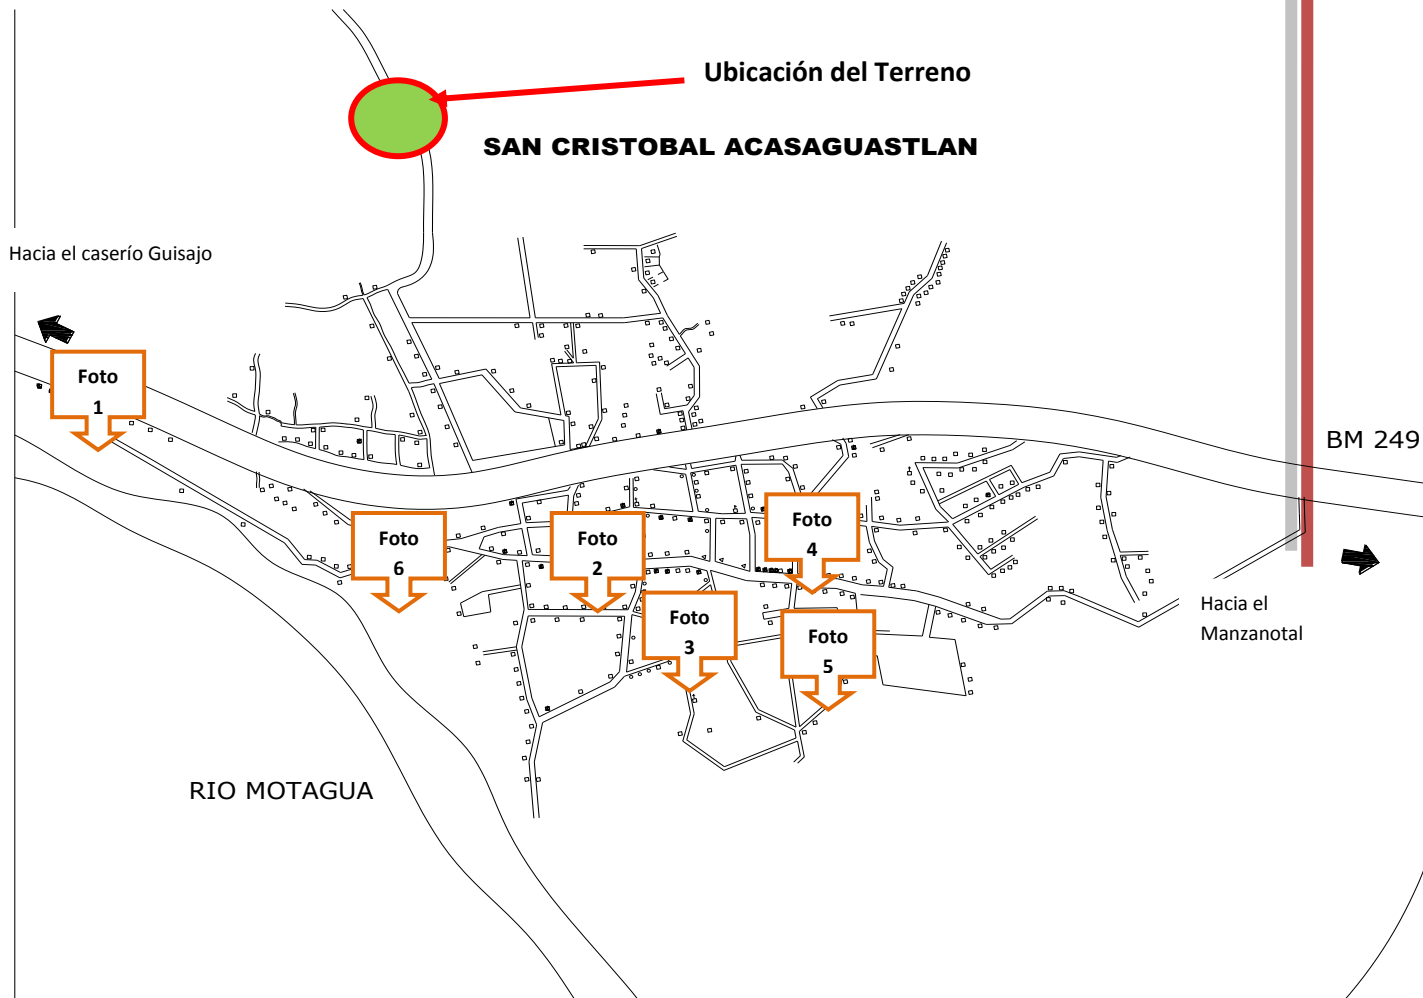 Ubicación del Terreno
SAN CRISTOBAL ACASAGUASTLAN
Hacia el caserío Guisajo
Foto
1
BM 249
Foto
4
Foto
6
Foto
2
Hacia el
Manzanotal
Foto
3
Foto
5
RIO MOTAGUA